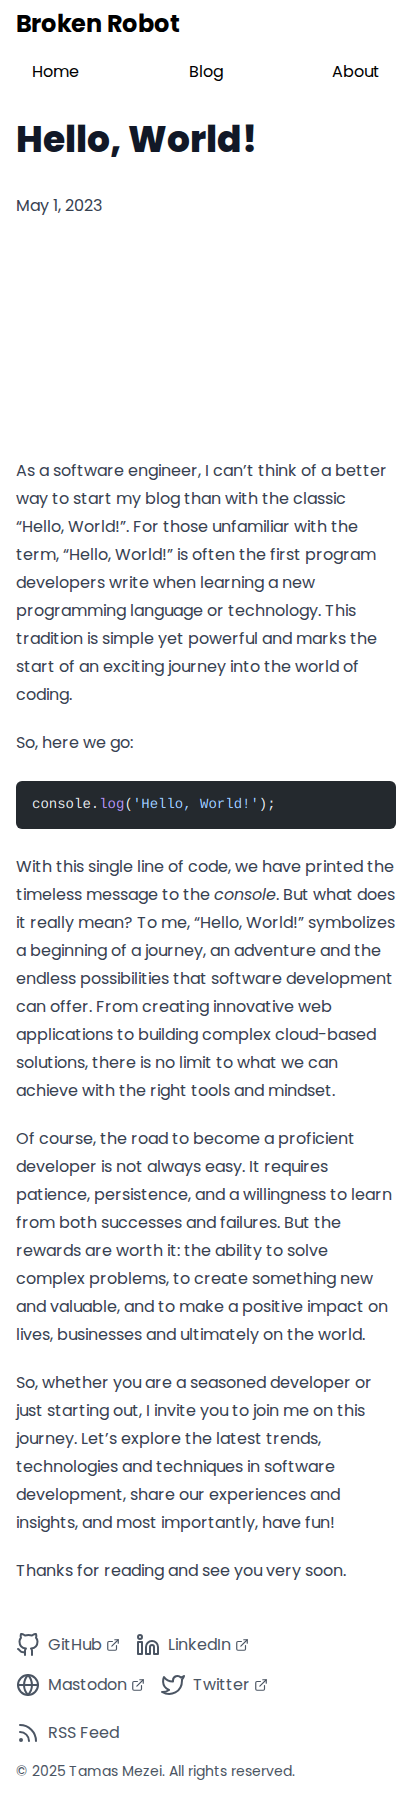 Broken Robot
Home Blog About
Hello, World!
May 1, 2023
As a software engineer, I can’t think of a better
way to start my blog than with the classic
“Hello, World!”. For those unfamiliar with the
term, “Hello, World!” is often the first program
developers write when learning a new
programming language or technology. This
tradition is simple yet powerful and marks the
start of an exciting journey into the world of
coding.
So, here we go:
console.log('Hello, World!');
With this single line of code, we have printed the
timeless message to the console. But what does
it really mean? To me, “Hello, World!” symbolizes
a beginning of a journey, an adventure and the
endless possibilities that software development
can offer. From creating innovative web
applications to building complex cloud-based
solutions, there is no limit to what we can
achieve with the right tools and mindset.
Of course, the road to become a proficient
developer is not always easy. It requires
patience, persistence, and a willingness to learn
from both successes and failures. But the
rewards are worth it: the ability to solve
complex problems, to create something new
and valuable, and to make a positive impact on
lives, businesses and ultimately on the world.
So, whether you are a seasoned developer or
just starting out, I invite you to join me on this
journey. Let’s explore the latest trends,
technologies and techniques in software
development, share our experiences and
insights, and most importantly, have fun!
Thanks for reading and see you very soon.
GitHub LinkedIn
Mastodon Twitter
RSS Feed
© 2025 Tamas Mezei. All rights reserved.